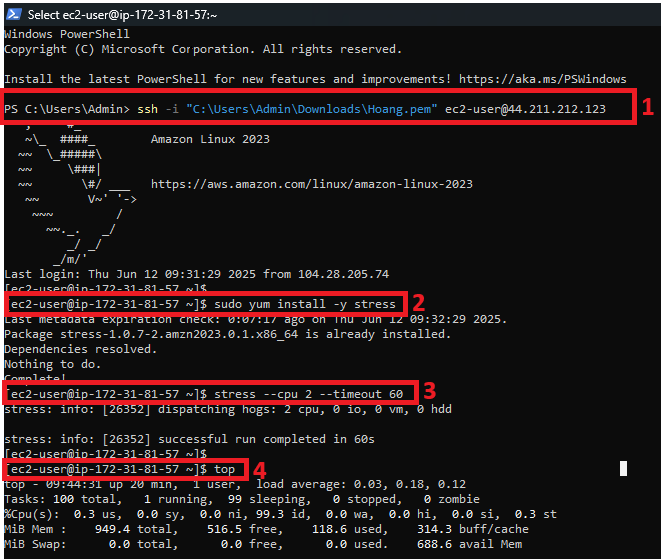 Select ec2-user@ip-172-31-81-57:~
Windows PowerShell
Copyright (C) Microsoft Corporation. All rights reserved.
Install the latest PowerShell for new features and improvements! https://aka.ms/PSWindows
PS C:\Users\Admin> ssh -i "C:\Users\Admin\Downloads\Hoang.pem" ec2-user@44.211.212.123 1
   ,     #_
   ~\_  ####_        Amazon Linux 2023
  ~~  \_#####\
  ~~     \###|
  ~~       \#/ ___   https://aws.amazon.com/linux/amazon-linux-2023
   ~~       V~' '->
    ~~~         /
      ~~._.   _/
         _/ _/
       _/m/'
Last login: Thu Jun 12 09:31:29 2025 from 104.28.205.74
[ec2-user@ip-172-31-81-57 ~]$
[ec2-user@ip-172-31-81-57 ~]$ sudo yum install -y stress 2
Last metadata expiration check: 0:07:17 ago on Thu Jun 12 09:32:29 2025.
Package stress-1.0.7-2.amzn2023.0.1.x86_64 is already installed.
Dependencies resolved.
Nothing to do.
Complete!
[ec2-user@ip-172-31-81-57 ~]$ stress --cpu 2 --timeout 60 3
stress: info: [26352] dispatching hogs: 2 cpu, 0 io, 0 vm, 0 hdd
stress: info: [26352] successful run completed in 60s
[ec2-user@ip-172-31-81-57 ~]$
[ec2-user@ip-172-31-81-57 ~]$ top 4
top - 09:44:31 up 20 min,  1 user,  load average: 0.03, 0.18, 0.12
Tasks: 100 total,   1 running,  99 sleeping,   0 stopped,   0 zombie
%Cpu(s):  0.3 us,  0.0 sy,  0.0 ni, 99.3 id,  0.0 wa,  0.0 hi,  0.0 si,  0.3 st
MiB Mem :    949.4 total,    516.5 free,    118.6 used,    314.3 buff/cache
MiB Swap:      0.0 total,      0.0 free,      0.0 used.    688.6 avail Mem